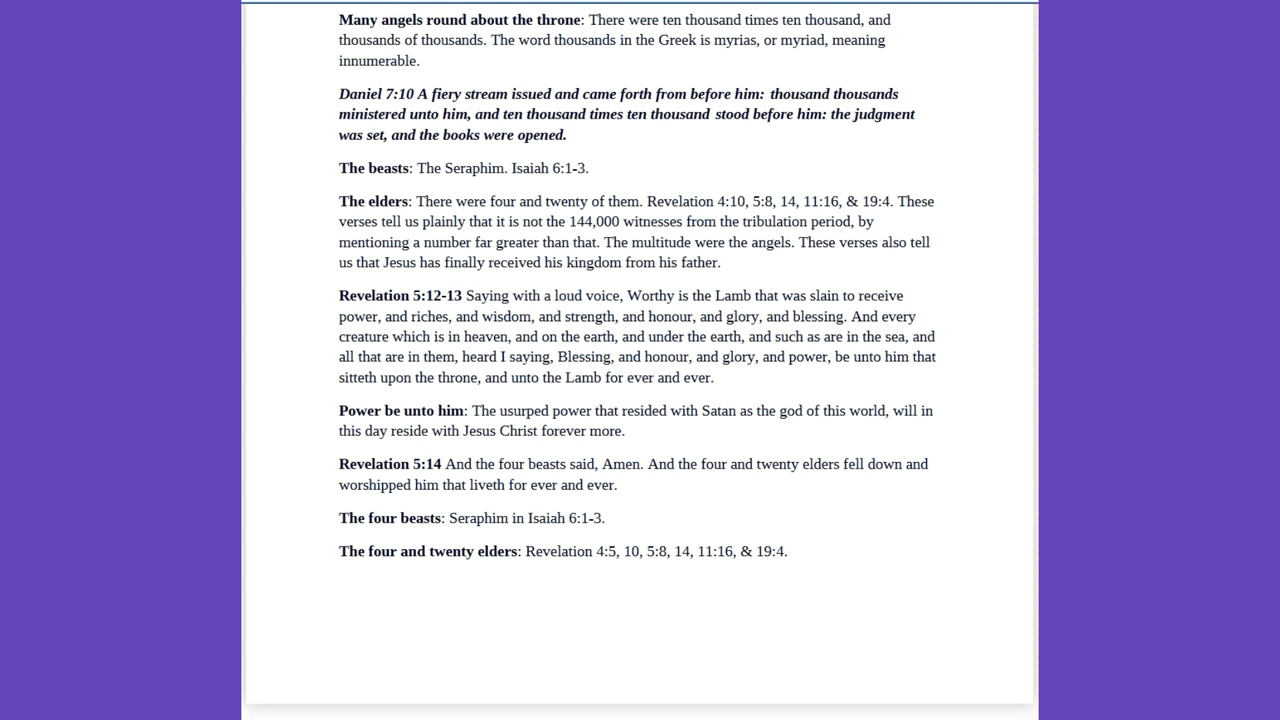 Many angels round about the throne: There were ten thousand times ten thousand, and
thousands of thousands. The word thousands in the Greek is myrias, or myriad, meaning
innumerable.
Daniel 7:10 A fiery stream issued and came forth from before him: thousand thousands
ministered unto him, and ten thousand times ten thousand stood before him: the judgment
was set, and the books were opened.
The beasts: The Seraphim. Isaiah 6:1-3.
The elders: There were four and twenty of them. Revelation 4:10, 5:8, 14, 11:16, & 19:4. These
verses tell us plainly that it is not the 144,000 witnesses from the tribulation period, by
mentioning a number far greater than that. The multitude were the angels. These verses also tell
us that Jesus has finally received his kingdom from his father.
Revelation 5:12-13 Saying with a loud voice, Worthy is the Lamb that was slain to receive
power, and riches, and wisdom, and strength, and honour, and glory, and blessing. And every
creature which is in heaven, and on the earth, and under the earth, and such as are in the sea, and
all that are in them, heard I saying, Blessing, and honour, and glory, and power, be unto him that
sitteth upon the throne, and unto the Lamb for ever and ever.
Power be unto him: The usurped power that resided with Satan as the god of this world, will in
this day reside with Jesus Christ forever more.
Revelation 5:14 And the four beasts said, Amen. And the four and twenty elders fell down and
worshipped him that liveth for ever and ever.
The four beasts: Seraphim in Isaiah 6:1-3.
The four and twenty elders: Revelation 4:5, 10, 5:8, 14, 11:16, & 19:4.